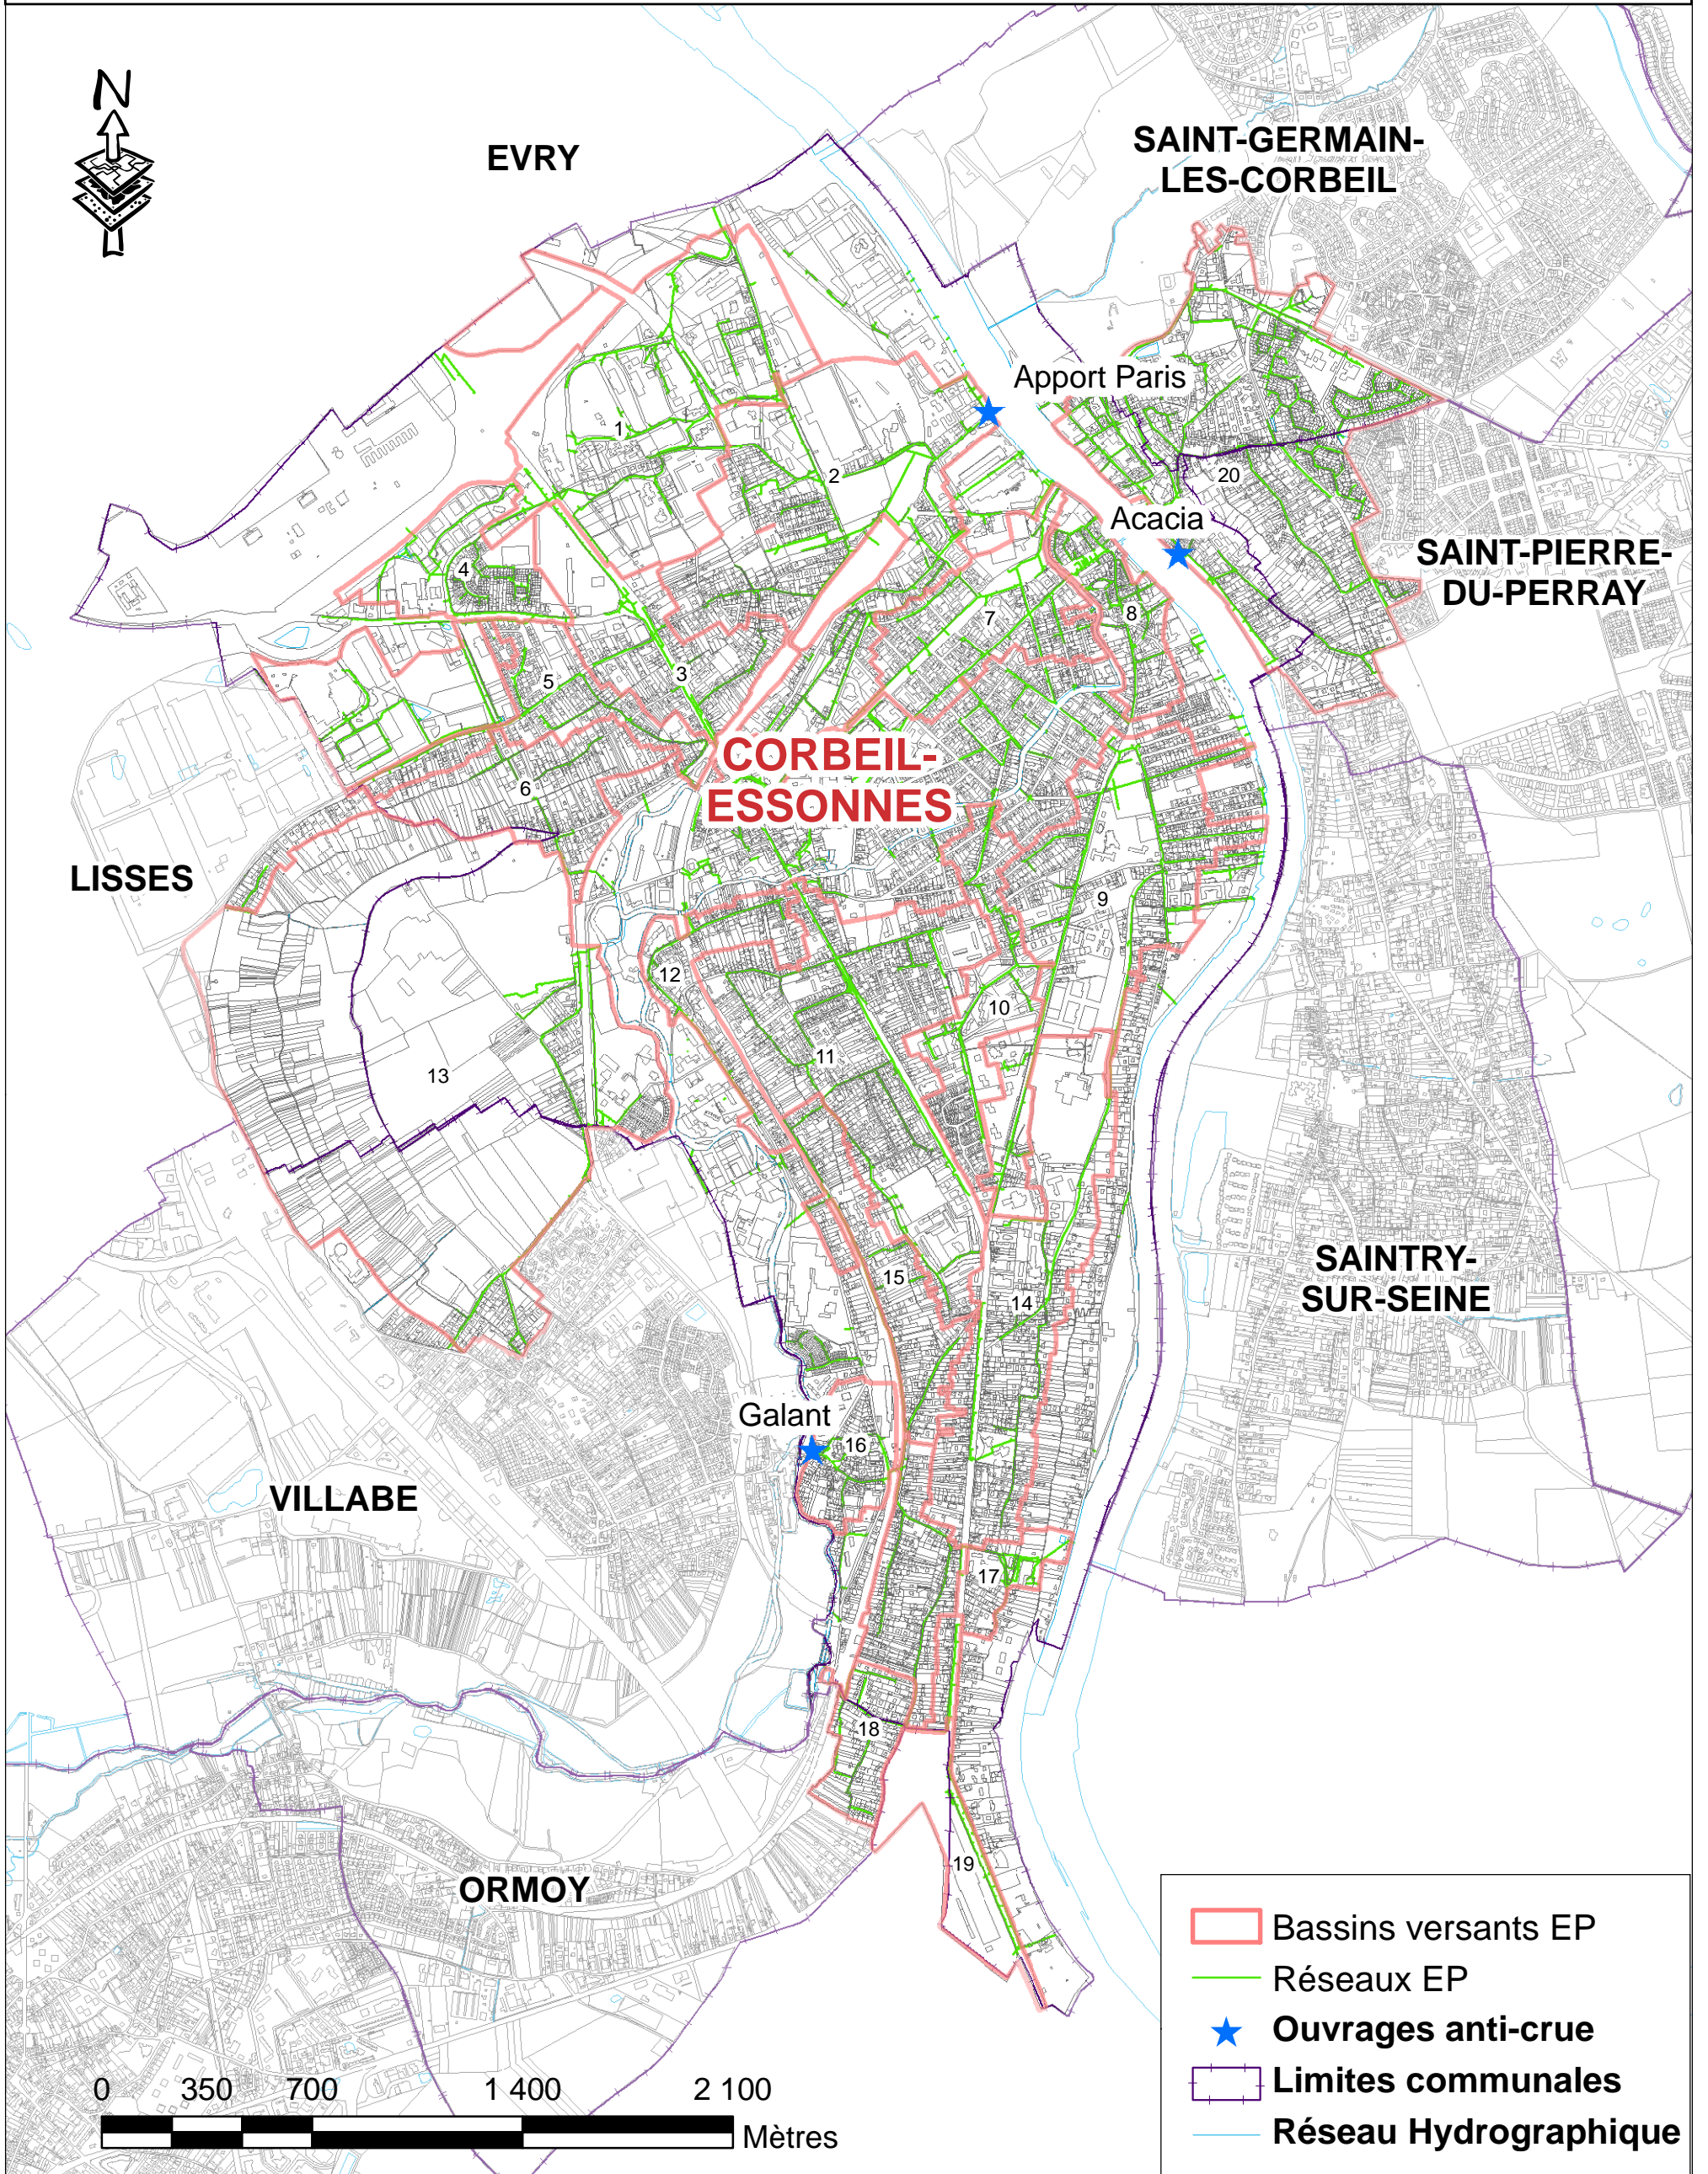 N
EVRY
SAINT-GERMAIN-
LES-CORBEIL
Apport Paris
1
2
20
Acacia
SAINT-PIERRE-
DU-PERRAY
4
7
8
3
5
CORBEIL-
ESSONNES
6
LISSES
9
12
10
11
13
SAINTRY-
SUR-SEINE
15
14
Galant
16
VILLABE
17
18
19
ORMOY
Bassins versants EP
Réseaux EP
Ouvrages anti-crue
Limites communales
Réseau Hydrographique
0 350 700 1 400 2 100
Mètres